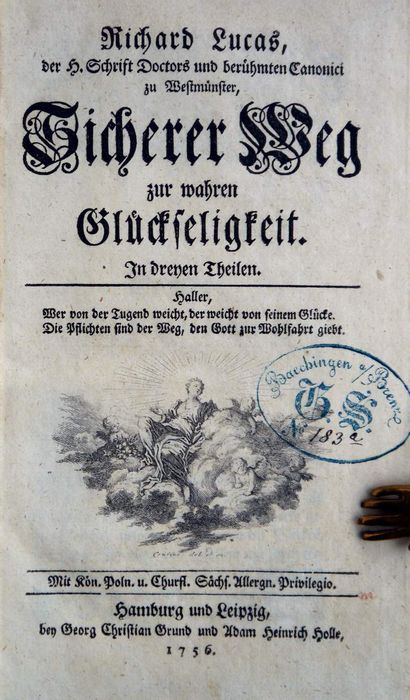 Richard Lucas,
der H. Schrift Doctors und berühmten Canonici
zu Westmünster,
Sicherer Weg
zur wahren
Glückseligkeit.
In dreyen Theilen.
Haller,
Wer von der Tugend weicht, der weicht von seinem Glücke.
Die Pflichten sind der Weg, den Gott zur Wohlfahrt giebt.
Baechingen a/Brenz
G. S.
No 183a
Mit Kön. Poln. u. Churfl. Sächs. Allergn. Privilegio.
Hamburg und Leipzig,
bey Georg Christian Grund und Adam Heinrich Holle,
1756.